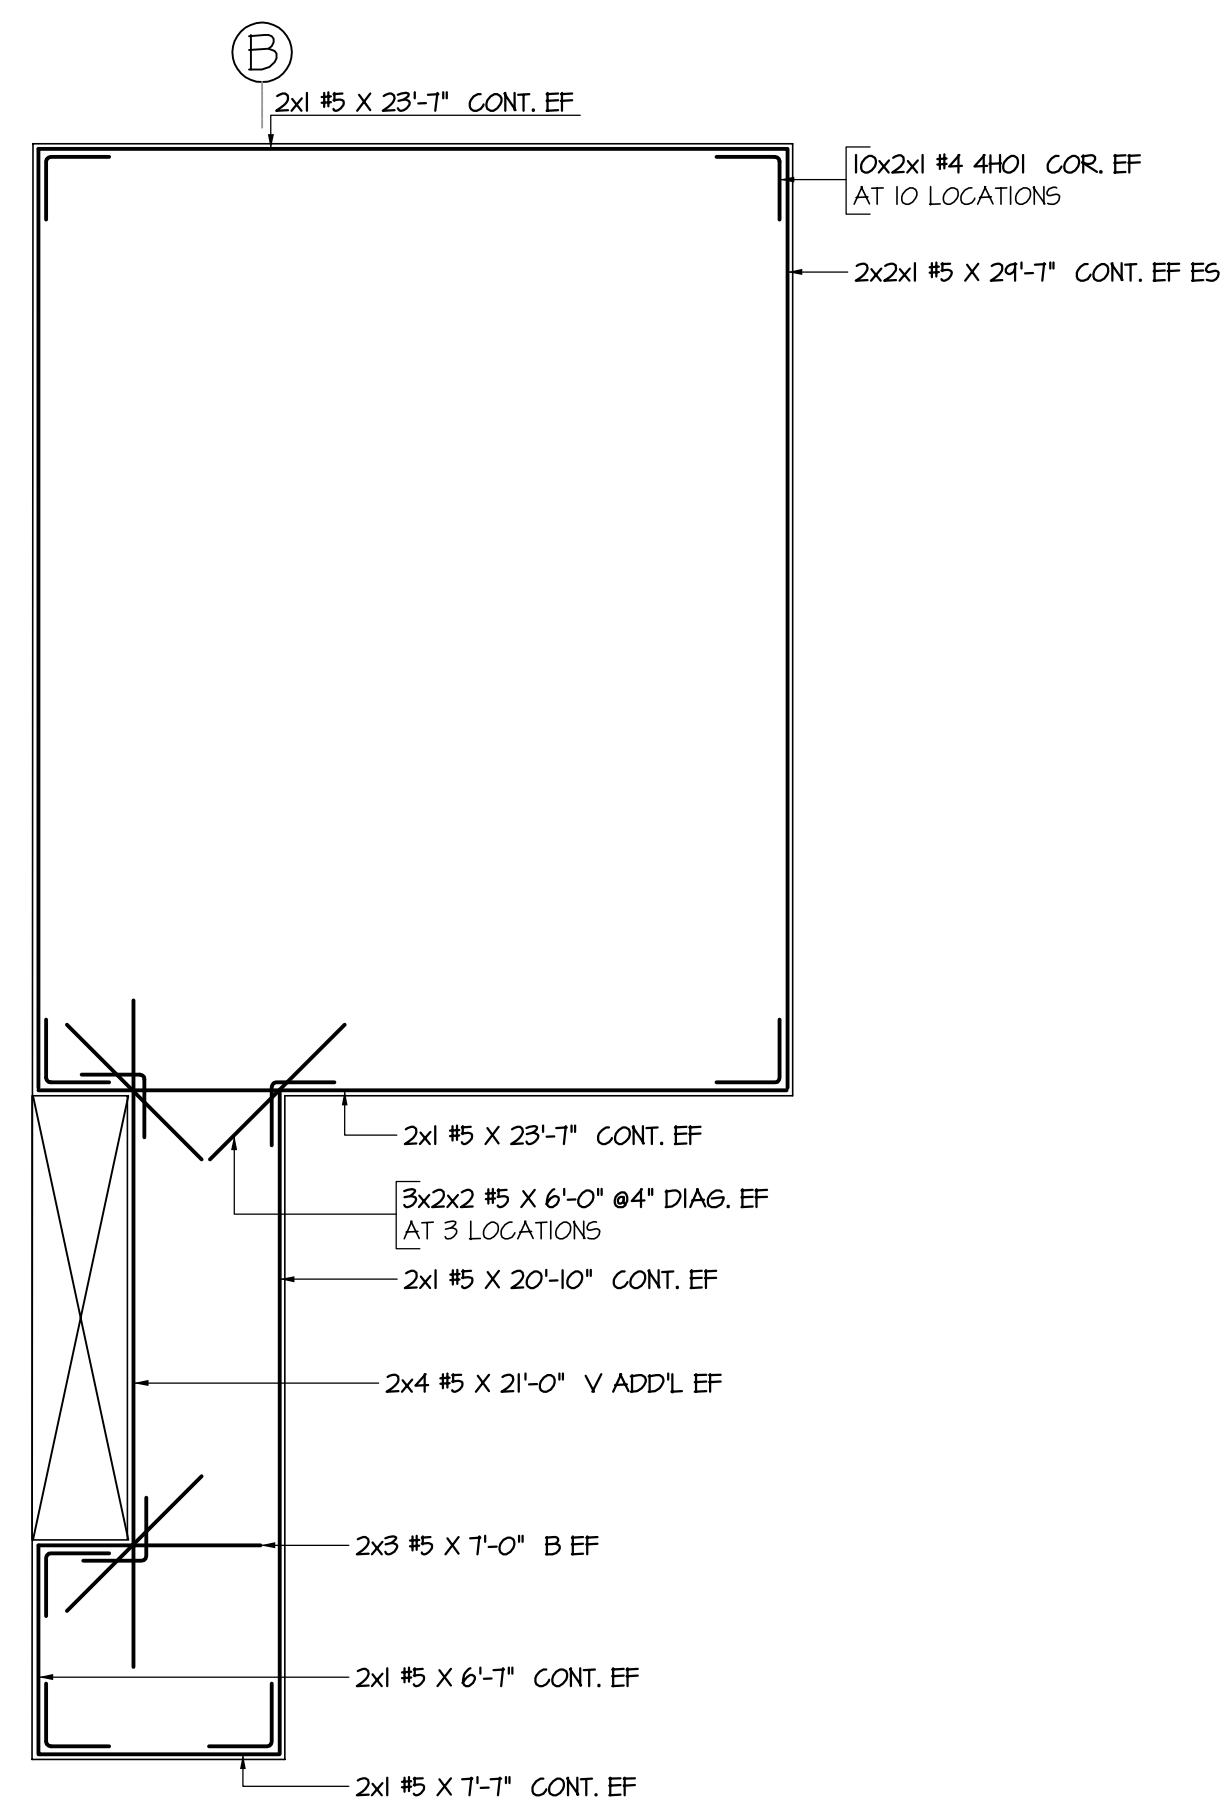 B
2x1 #5 X 23'-7" CONT. EF
10x2x1 #4 4H01 COR. EF
AT 10 LOCATIONS
2x2x1 #5 X 29'-7" CONT. EF ES
2x1 #5 X 23'-7" CONT. EF
3x2x2 #5 X 6'-0" @4" DIAG. EF
AT 3 LOCATIONS
2x1 #5 X 20'-10" CONT. EF
2x4 #5 X 21'-0" V ADD'L EF
2x3 #5 X 7'-0" B EF
2x1 #5 X 6'-7" CONT. EF
2x1 #5 X 7'-7" CONT. EF